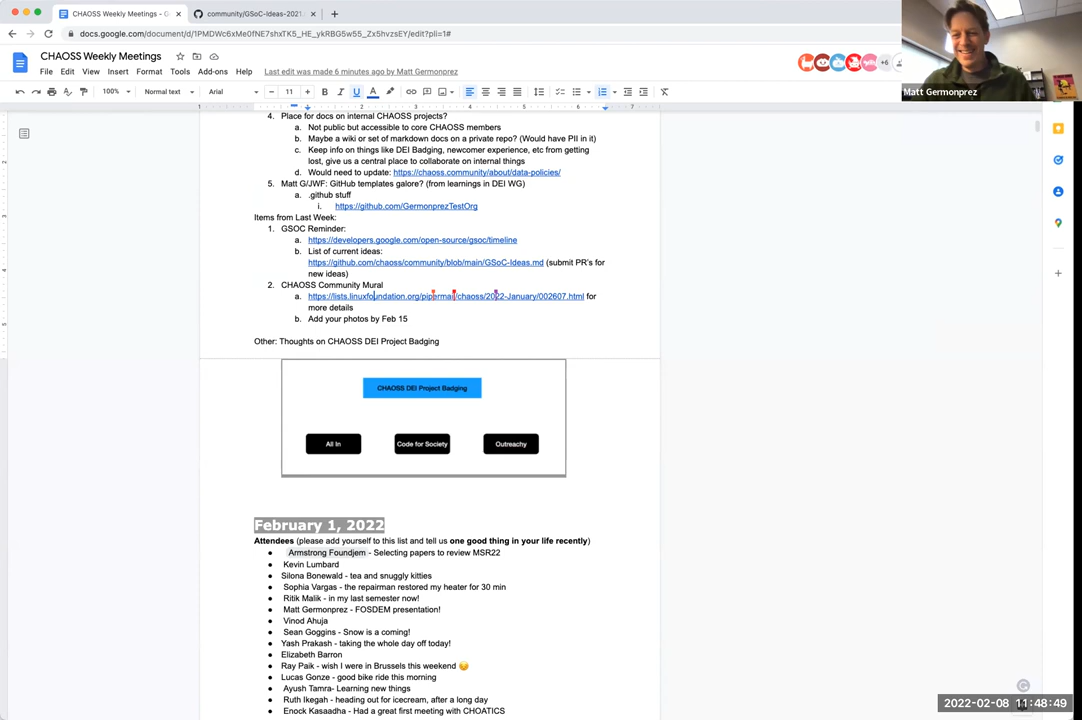 CHAOSS Weekly Meetings - G
community/GSoC-Ideas-2021.
docs.google.com/document/d/1PMDWc6xMe0fNE7shxTK5_HE_ykRBG5w55_Zx5hvzsEY/edit?pli=1#
CHAOSS Weekly Meetings
File Edit View Insert Format Tools Add-ons Help Last edit was made 6 minutes ago by Matt Germonprez
+6
Matt Germonprez
100% Normal text Arial 11
1 1 2 3 4 5 6 7
4. Place for docs on internal CHAOSS projects?
a. Not public but accessible to core CHAOSS members
b. Maybe a wiki or set of markdown docs on a private repo? (Would have PII in it)
c. Keep info on things like DEI Badging, newcomer experience, etc from getting
lost, give us a central place to collaborate on internal things
d. Would need to update: https://chaoss.community/about/data-policies/
5. Matt G/JWF: GitHub templates galore? (from learnings in DEI WG)
a. .github stuff
i. https://github.com/GermonprezTestOrg
Items from Last Week:
1. GSOC Reminder:
a. https://developers.google.com/open-source/gsoc/timeline
b. List of current ideas:
https://github.com/chaoss/community/blob/main/GSoC-Ideas.md (submit PR's for
new ideas)
2. CHAOSS Community Mural
a. https://lists.linuxfoundation.org/pipermail/chaoss/2022-January/002607.html for
more details
b. Add your photos by Feb 15
Other: Thoughts on CHAOSS DEI Project Badging
CHAOSS DEI Project Badging
All In Code for Society Outreachy
February 1, 2022
Attendees (please add yourself to this list and tell us one good thing in your life recently)
● Armstrong Foundjem - Selecting papers to review MSR22
● Kevin Lumbard
● Silona Bonewald - tea and snuggly kitties
● Sophia Vargas - the repairman restored my heater for 30 min
● Ritik Malik - in my last semester now!
● Matt Germonprez - FOSDEM presentation!
● Vinod Ahuja
● Sean Goggins - Snow is a coming!
● Yash Prakash - taking the whole day off today!
● Elizabeth Barron
● Ray Paik - wish I were in Brussels this weekend 😔
● Lucas Gonze - good bike ride this morning
● Ayush Tamra- Learning new things
● Ruth Ikegah - heading out for icecream, after a long day
● Enock Kasaadha - Had a great first meeting with CHOATICS
2022-02-08 11:48:49